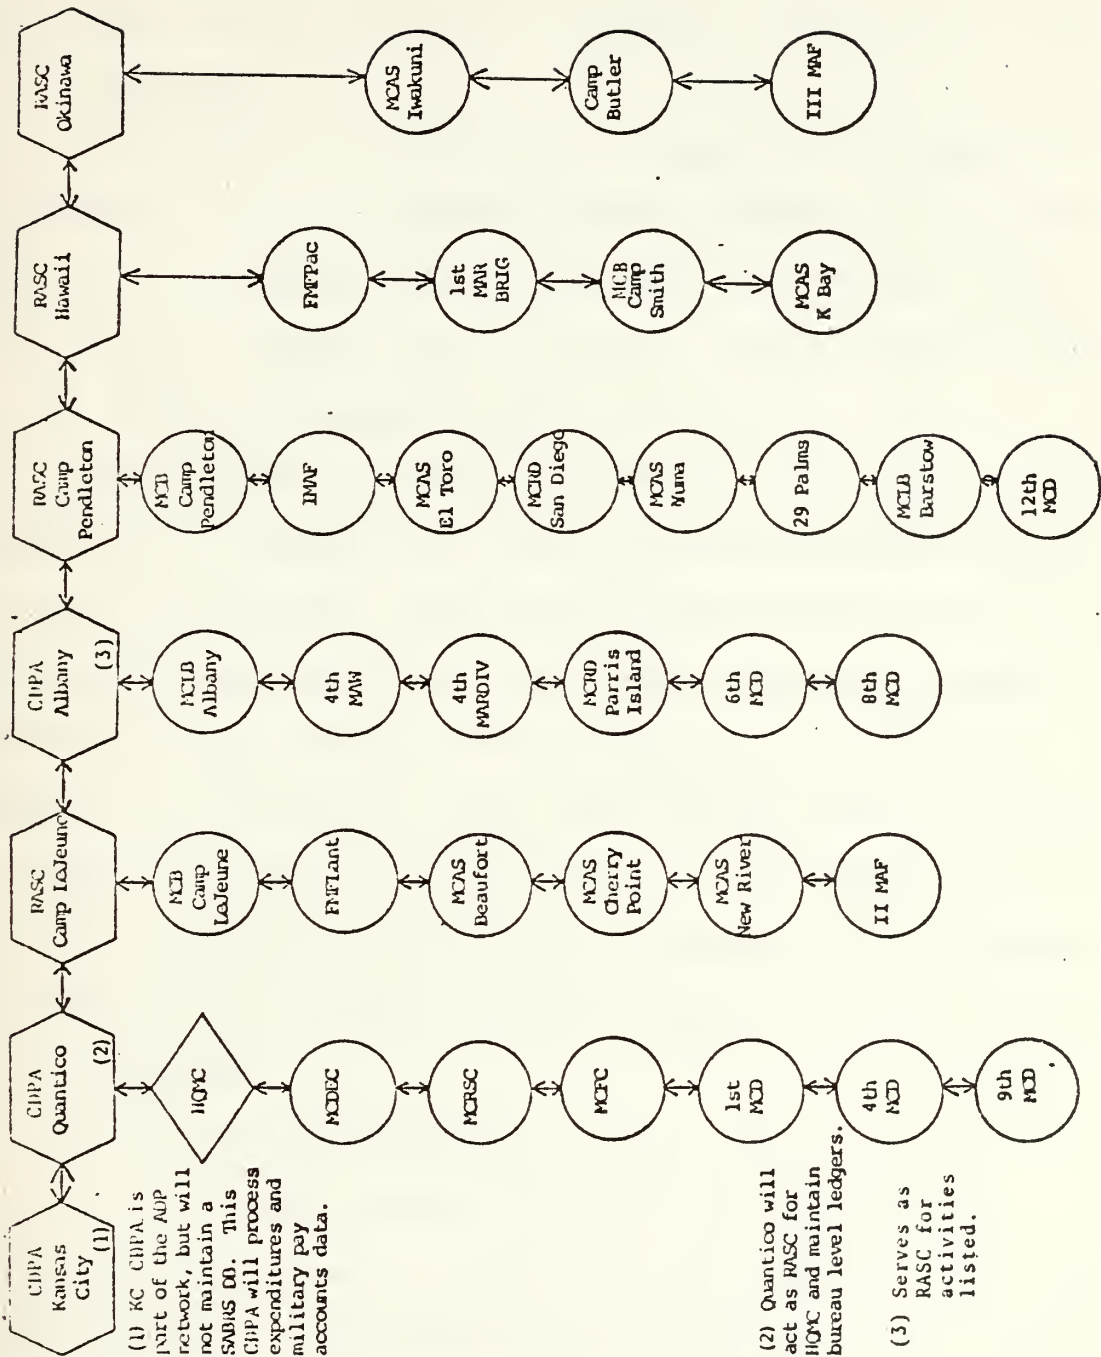 CDPA
Kansas
City
(1)
CDPA
Quantico
(2)
RASC
Camp LeJeune
CDPA
Albany
(3)
RASC
Camp
Pendleton
RASC
Hawaii
RASC
Okinawa
(1) KC CDPA is
part of the ADP
network, but will
not maintain a
SABRS DB. This
CDPA will process
expenditures and
military pay
accounts data.
HQMC
MCDEC
MCRSC
MCFC
1st
MCD
4th
MCD
9th
MCD
MCB
Camp
LeJeune
FMFlant
MCAS
Beaufort
MCAS
Cherry
Point
MCAS
New River
II MAF
MCLB
Albany
4th
MAW
4th
MARDIV
MCRD
Parris
Island
6th
MCD
8th
MCD
MCB
Camp
Pendleton
IMAF
MCAS
El Toro
MCRD
San Diego
MCAS
Yuma
29 Palms
MCLB
Barstow
12th
MCD
FMFPac
1st
MAR
BRIG
MCB
Camp
Smith
MCAS
K Bay
MCAS
Iwakuni
Camp
Butler
III MAF
(2) Quantico will
act as RASC for
HQMC and maintain
bureau level ledgers.
(3) Serves as
RASC for
activities
listed.